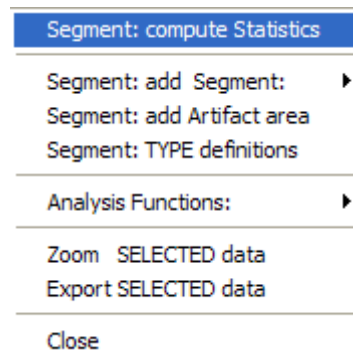 Segment: compute Statistics
Segment: add Segment:
Segment: add Artifact area
Segment: TYPE definitions
Analysis Functions:
Zoom SELECTED data
Export SELECTED data
Close